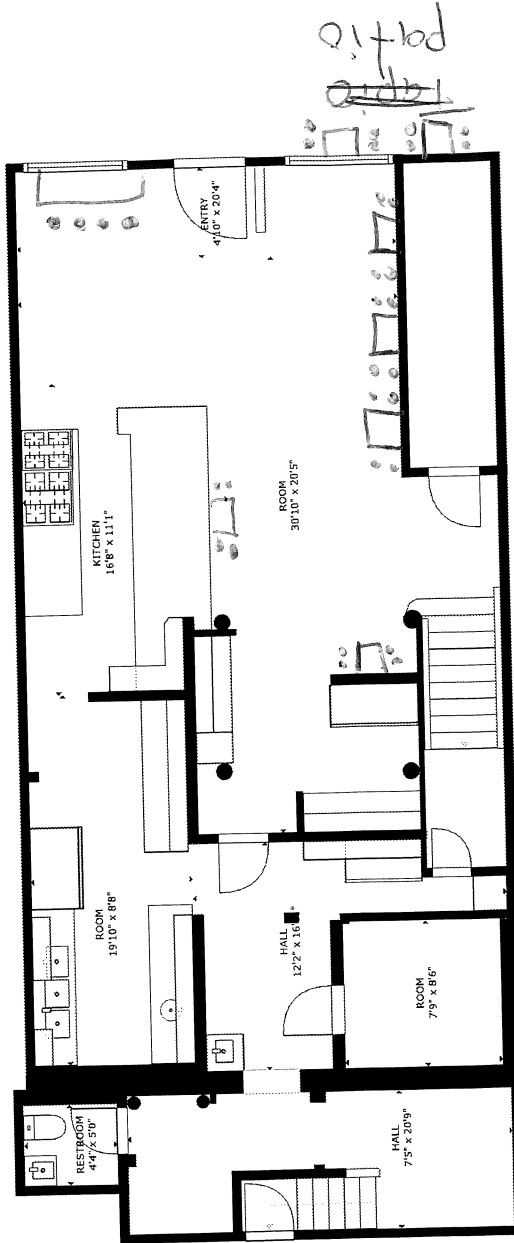 patio
ENTRY
4'10" x 20'4"
KITCHEN
16'8" x 11'1"
ROOM
30'10" x 20'5"
ROOM
19'10" x 8'8"
HALL
12'2" x
ROOM
7'9" x 8'6"
RESTROOM
4'4" x 5'0"
HALL
7'5" x 20'9"